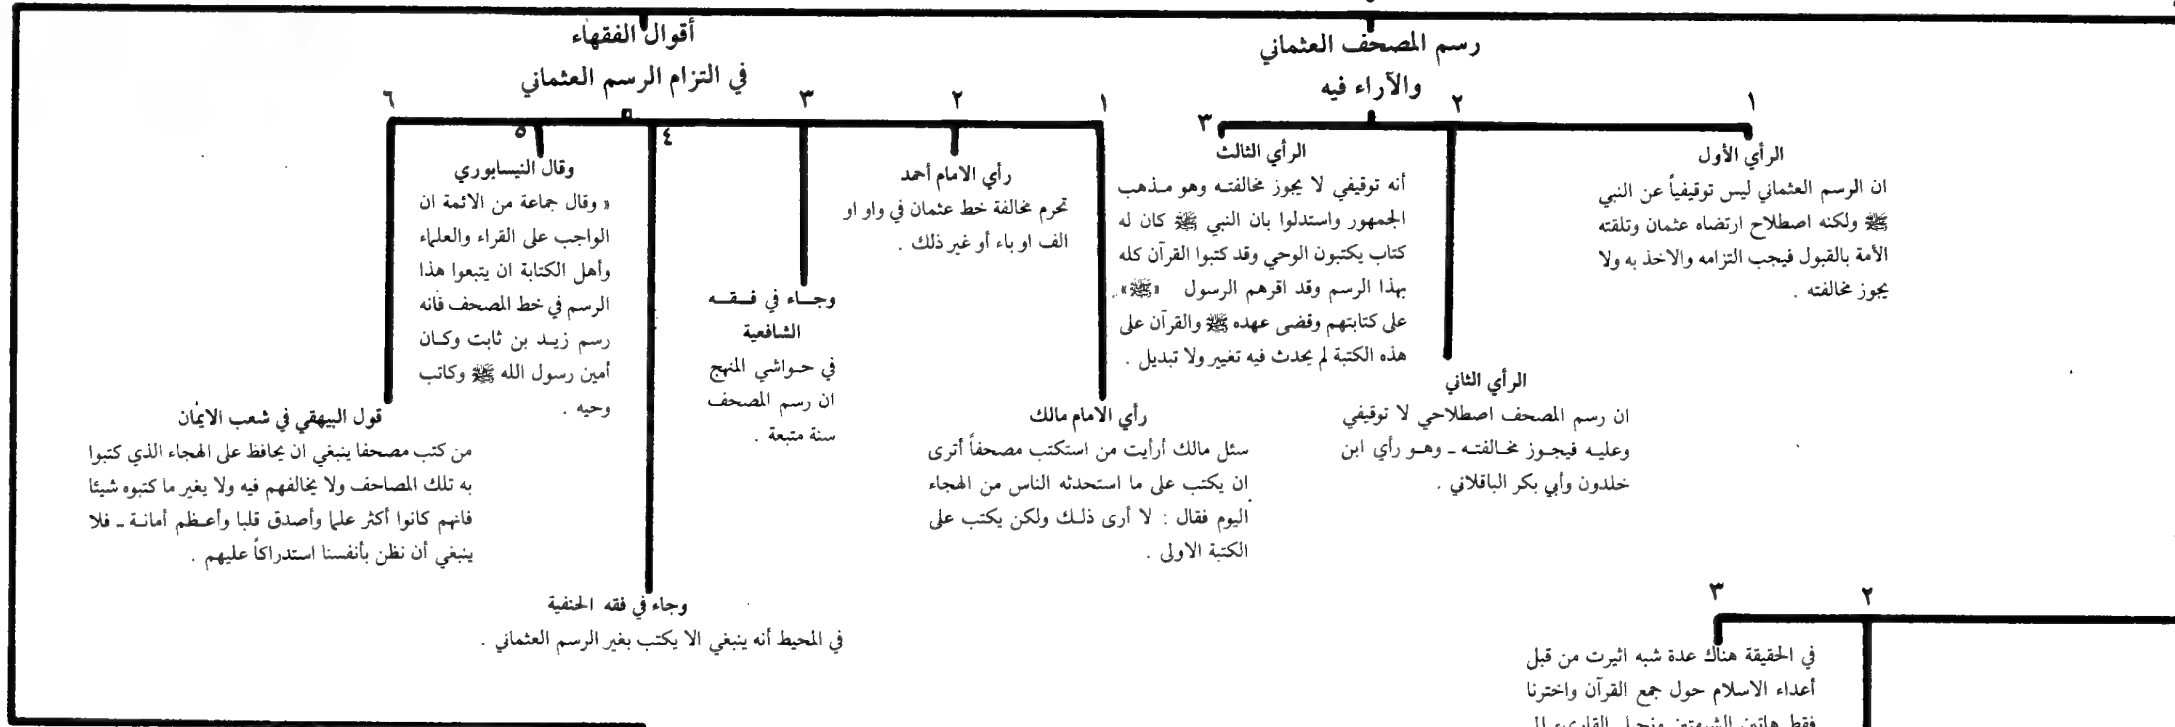 رسم المصحف العثماني
والآراء فيه
١
٢
٣
الرأي الأول
ان الرسم العثماني ليس توقيفياً عن النبي
ﷺ ولكنه اصطلاح ارتضاه عثمان وتلقته
الأمة بالقبول فيجب التزامه والاخذ به ولا
يجوز مخالفته .
الرأي الثاني
ان رسم المصحف اصطلاحي لا توقيفي
وعليه فيجوز مخالفته ـ وهو رأي ابن
خلدون وأبي بكر الباقلاني .
الرأي الثالث
أنه توقيفي لا يجوز مخالفته وهو مذهب
الجمهور واستدلوا بان النبي ﷺ كان له
كتاب يكتبون الوحي وقد كتبوا القرآن كله
بهذا الرسم وقد اقرهم الرسول «ﷺ»
على كتابتهم وقضى عهده ﷺ والقرآن على
هذه الكتبة لم يحدث فيه تغيير ولا تبديل .
أقوال الفقهاء
في التزام الرسم العثماني
١
٢
٣
٤
٥
٦
رأي الامام مالك
سئل مالك أرأيت من استكتب مصحفاً أترى
ان يكتب على ما استحدثه الناس من الهجاء
اليوم فقال : لا أرى ذلك ولكن يكتب على
الكتبة الاولى .
رأي الامام أحمد
تحرم مخالفة خط عثمان في واو او
الف او باء أو غير ذلك .
وجاء في فقه
الشافعية
في حواشي المنهج
ان رسم المصحف
سنة متبعة .
وجاء في فقه الحنفية
في المحيط أنه ينبغي الا يكتب بغير الرسم العثماني .
وقال النيسابوري
« وقال جماعة من الائمة ان
الواجب على القراء والعلماء
وأهل الكتابة ان يتبعوا هذا
الرسم في خط المصحف فانه
رسم زيد بن ثابت وكان
أمين رسول الله ﷺ وكاتب
وحيه .
قول البيهقي في شعب الايمان
من كتب مصحفا ينبغي ان يحافظ على الهجاء الذي كتبوا
به تلك المصاحف ولا يخالفهم فيه ولا يغير ما كتبوه شيئا
فانهم كانوا أكثر علما وأصدق قلبا وأعظم أمانة ـ فلا
ينبغي أن نظن بأنفسنا استدراكاً عليهم .
٢
٣
في الحقيقة هناك عدة شبه اثيرت من قبل
أعداء الاسلام حول جمع القرآن واخترنا
فقط هاتين الشبهتين ونحيل القارىء